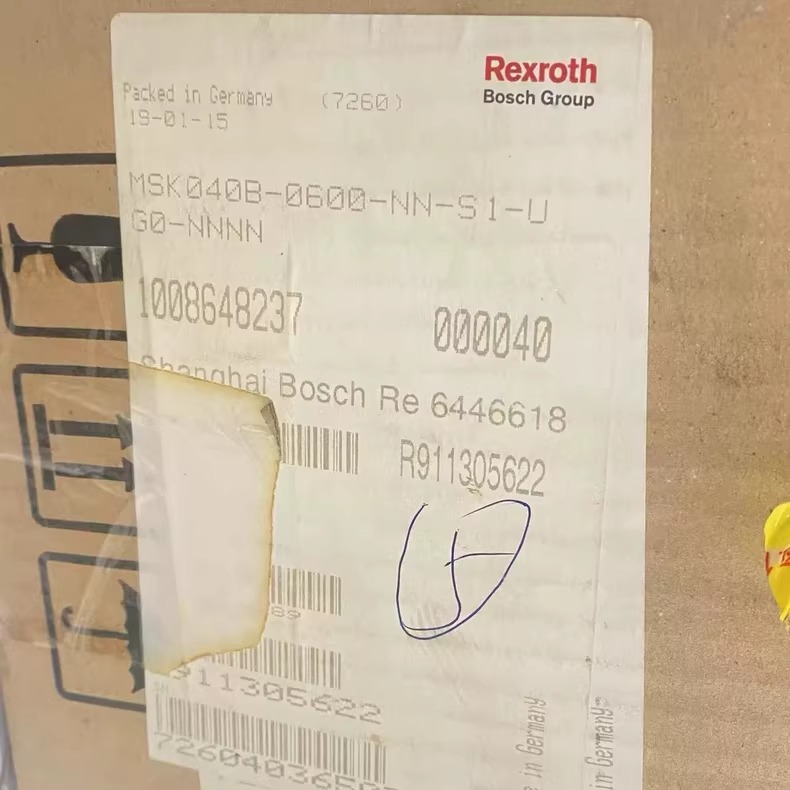 Rexroth
Bosch Group
Packed in Germany (7260)
19-01-15
MSK040B-0600-NN-S1-U
G0-NNNN
1008648237 000040
Shanghai Bosch Re 6446618
R911305622
89
911305622
in Germany
in Germany